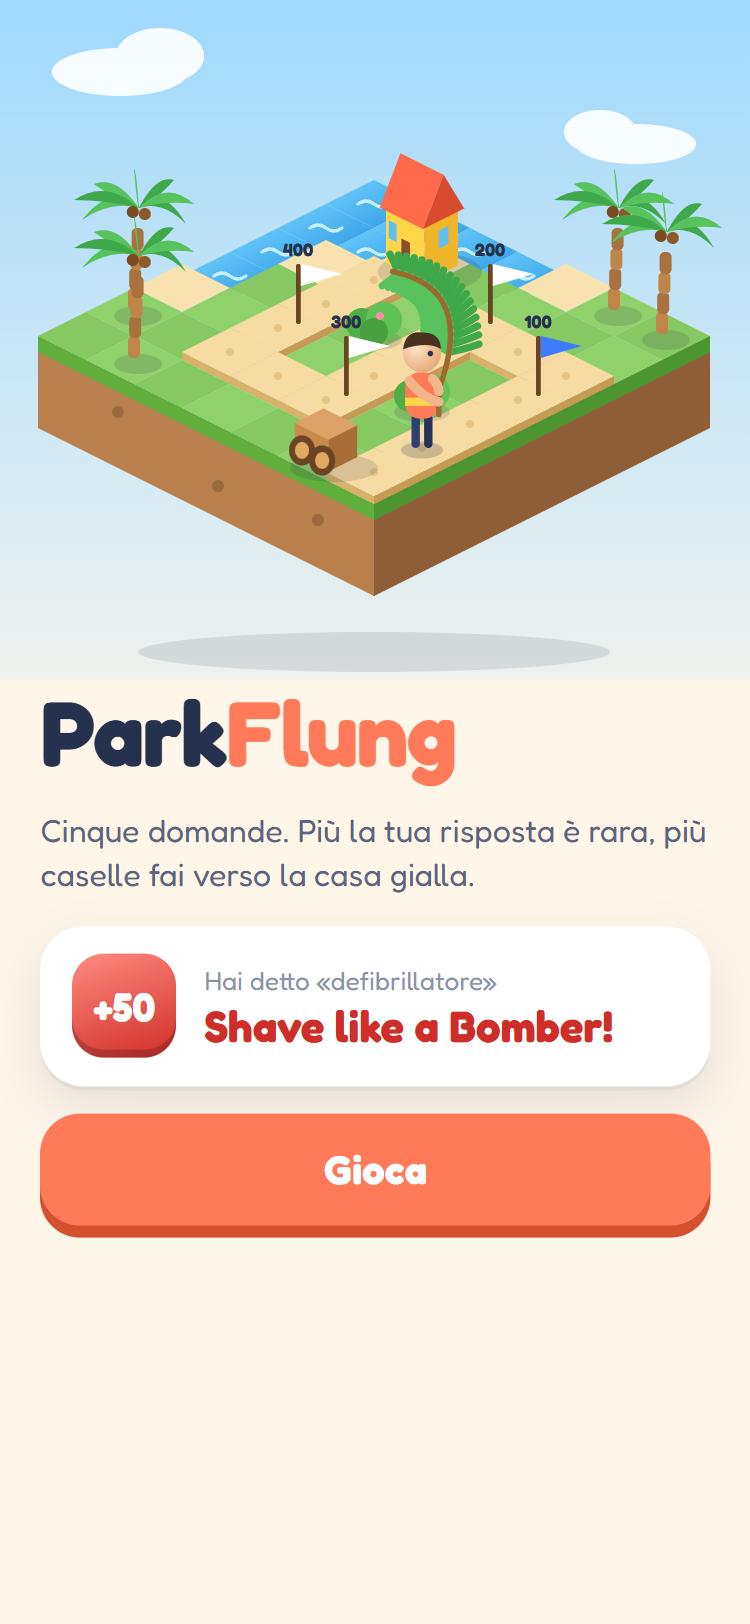 400
200
300
100
ParkFlung
Cinque domande. Più la tua risposta è rara, più
caselle fai verso la casa gialla.
+50
Hai detto «defibrillatore»
Shave like a Bomber!
Gioca